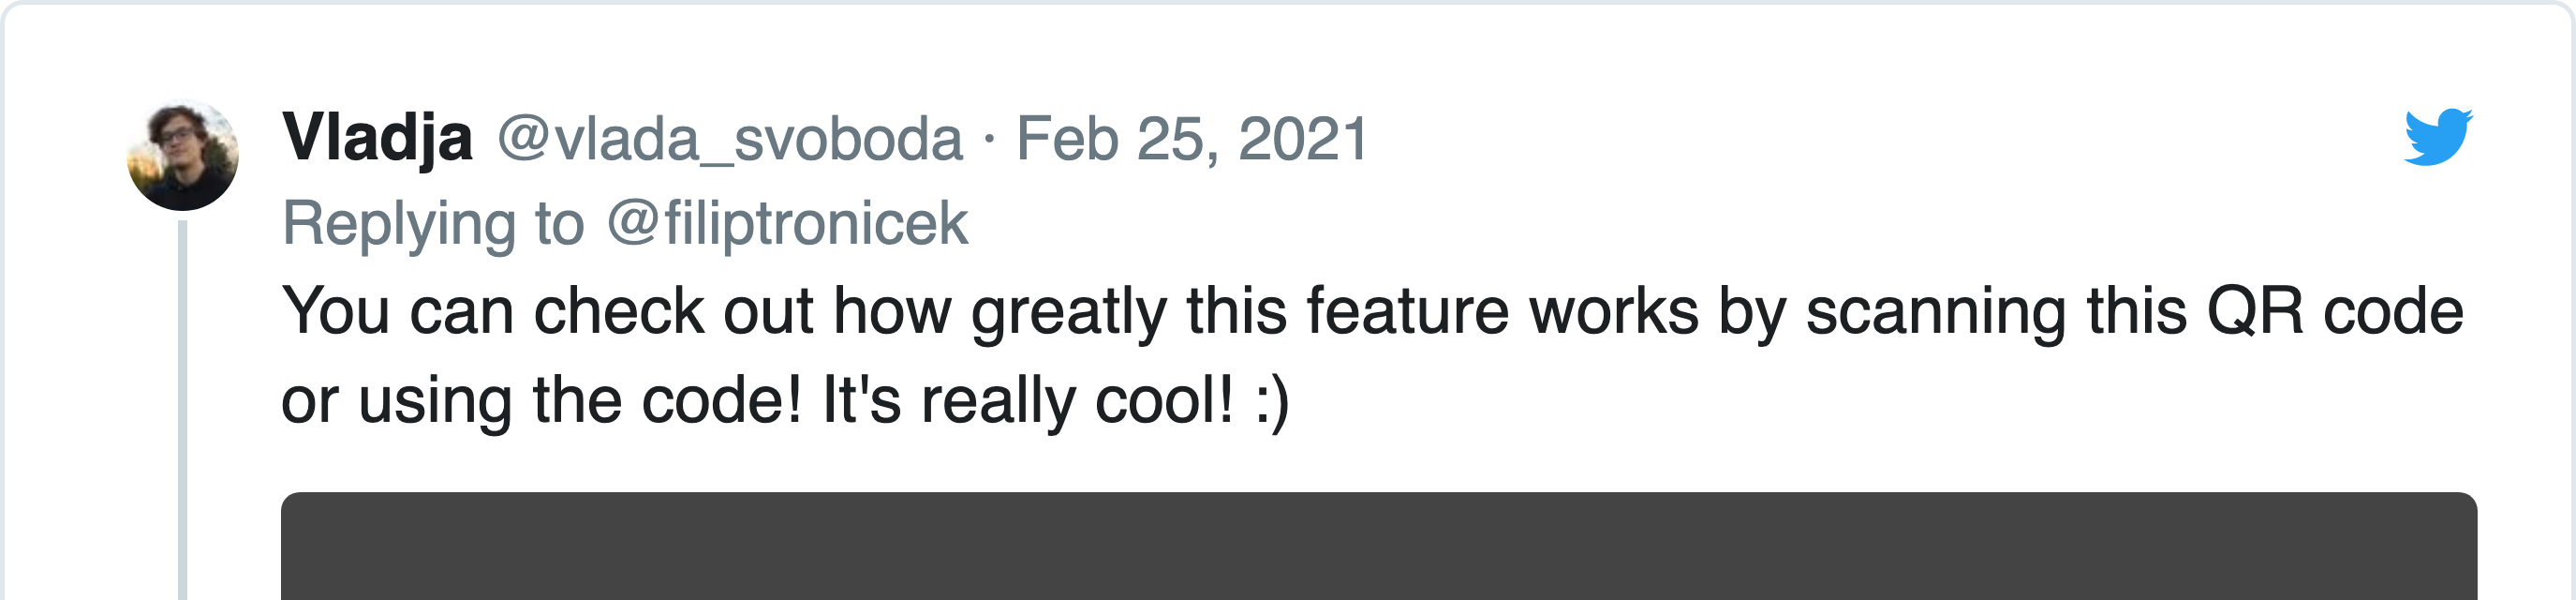 Vladja @vlada_svoboda · Feb 25, 2021
Replying to @filiptronicek
You can check out how greatly this feature works by scanning this QR code
or using the code! It's really cool! :)